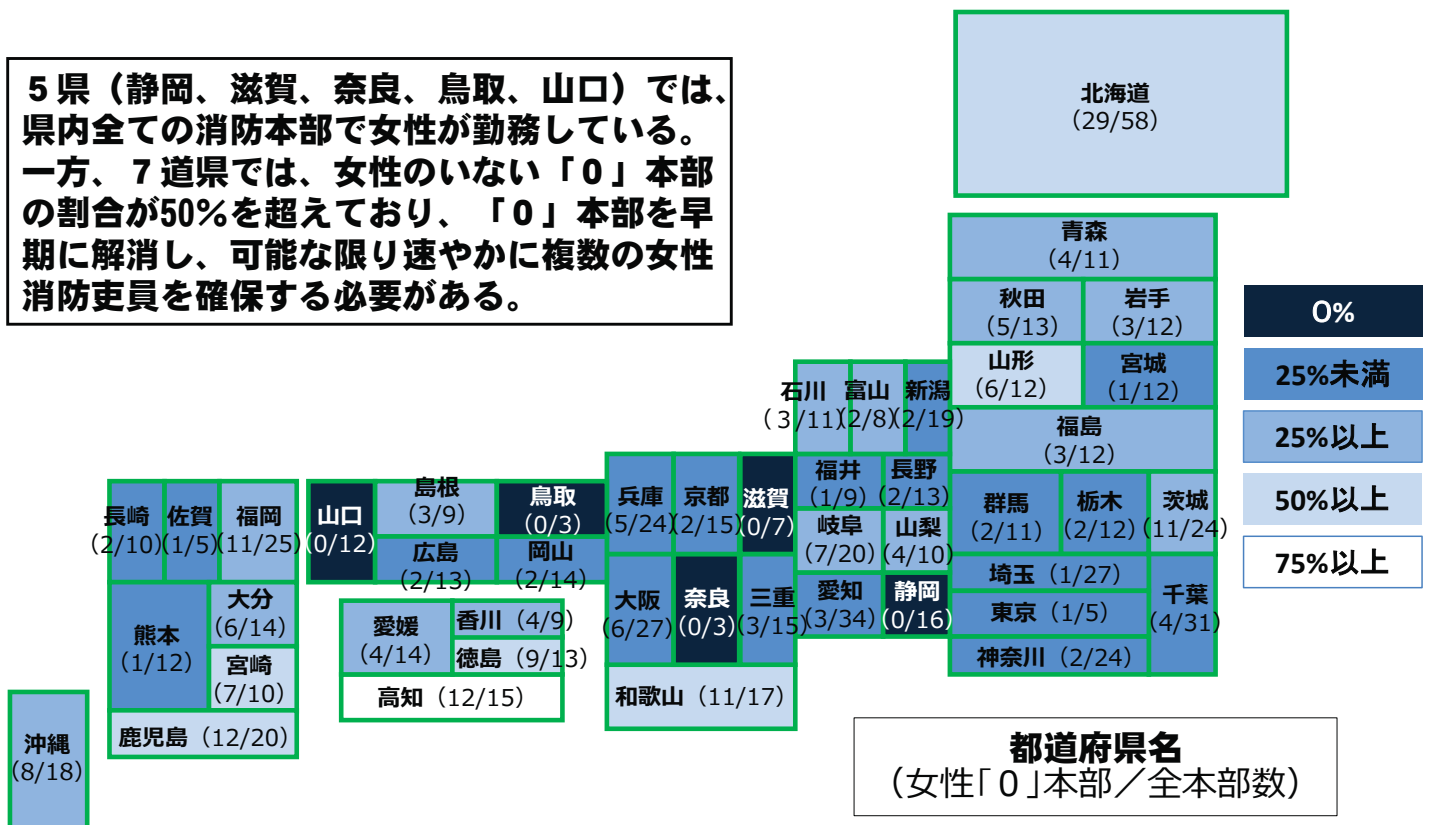 5県（静岡、滋賀、奈良、鳥取、山口）では、
県内全ての消防本部で女性が勤務している。
一方、7道県では、女性のいない「0」本部
の割合が50%を超えており、「0」本部を早
期に解消し、可能な限り速やかに複数の女性
消防吏員を確保する必要がある。
北海道
(29/58)
青森
(4/11)
秋田
(5/13)
岩手
(3/12)
山形
(6/12)
宮城
(1/12)
福島
(3/12)
0%
25%未満
25%以上
50%以上
75%以上
石川
(3/11)
富山
(2/8)
新潟
(2/19)
福井
(1/9)
長野
(2/13)
岐阜
(7/20)
山梨
(4/10)
愛知
(3/34)
静岡
(0/16)
群馬
(2/11)
栃木
(2/12)
茨城
(11/24)
埼玉 (1/27)
東京 (1/5)
神奈川 (2/24)
千葉
(4/31)
兵庫
(5/24)
京都
(2/15)
滋賀
(0/7)
大阪
(6/27)
奈良
(0/3)
三重
(3/15)
和歌山 (11/17)
山口
(0/12)
島根
(3/9)
鳥取
(0/3)
広島
(2/13)
岡山
(2/14)
愛媛
(4/14)
香川 (4/9)
徳島 (9/13)
高知 (12/15)
長崎
(2/10)
佐賀
(1/5)
福岡
(11/25)
熊本
(1/12)
大分
(6/14)
宮崎
(7/10)
鹿児島 (12/20)
沖縄
(8/18)
都道府県名
（女性「0」本部／全本部数）